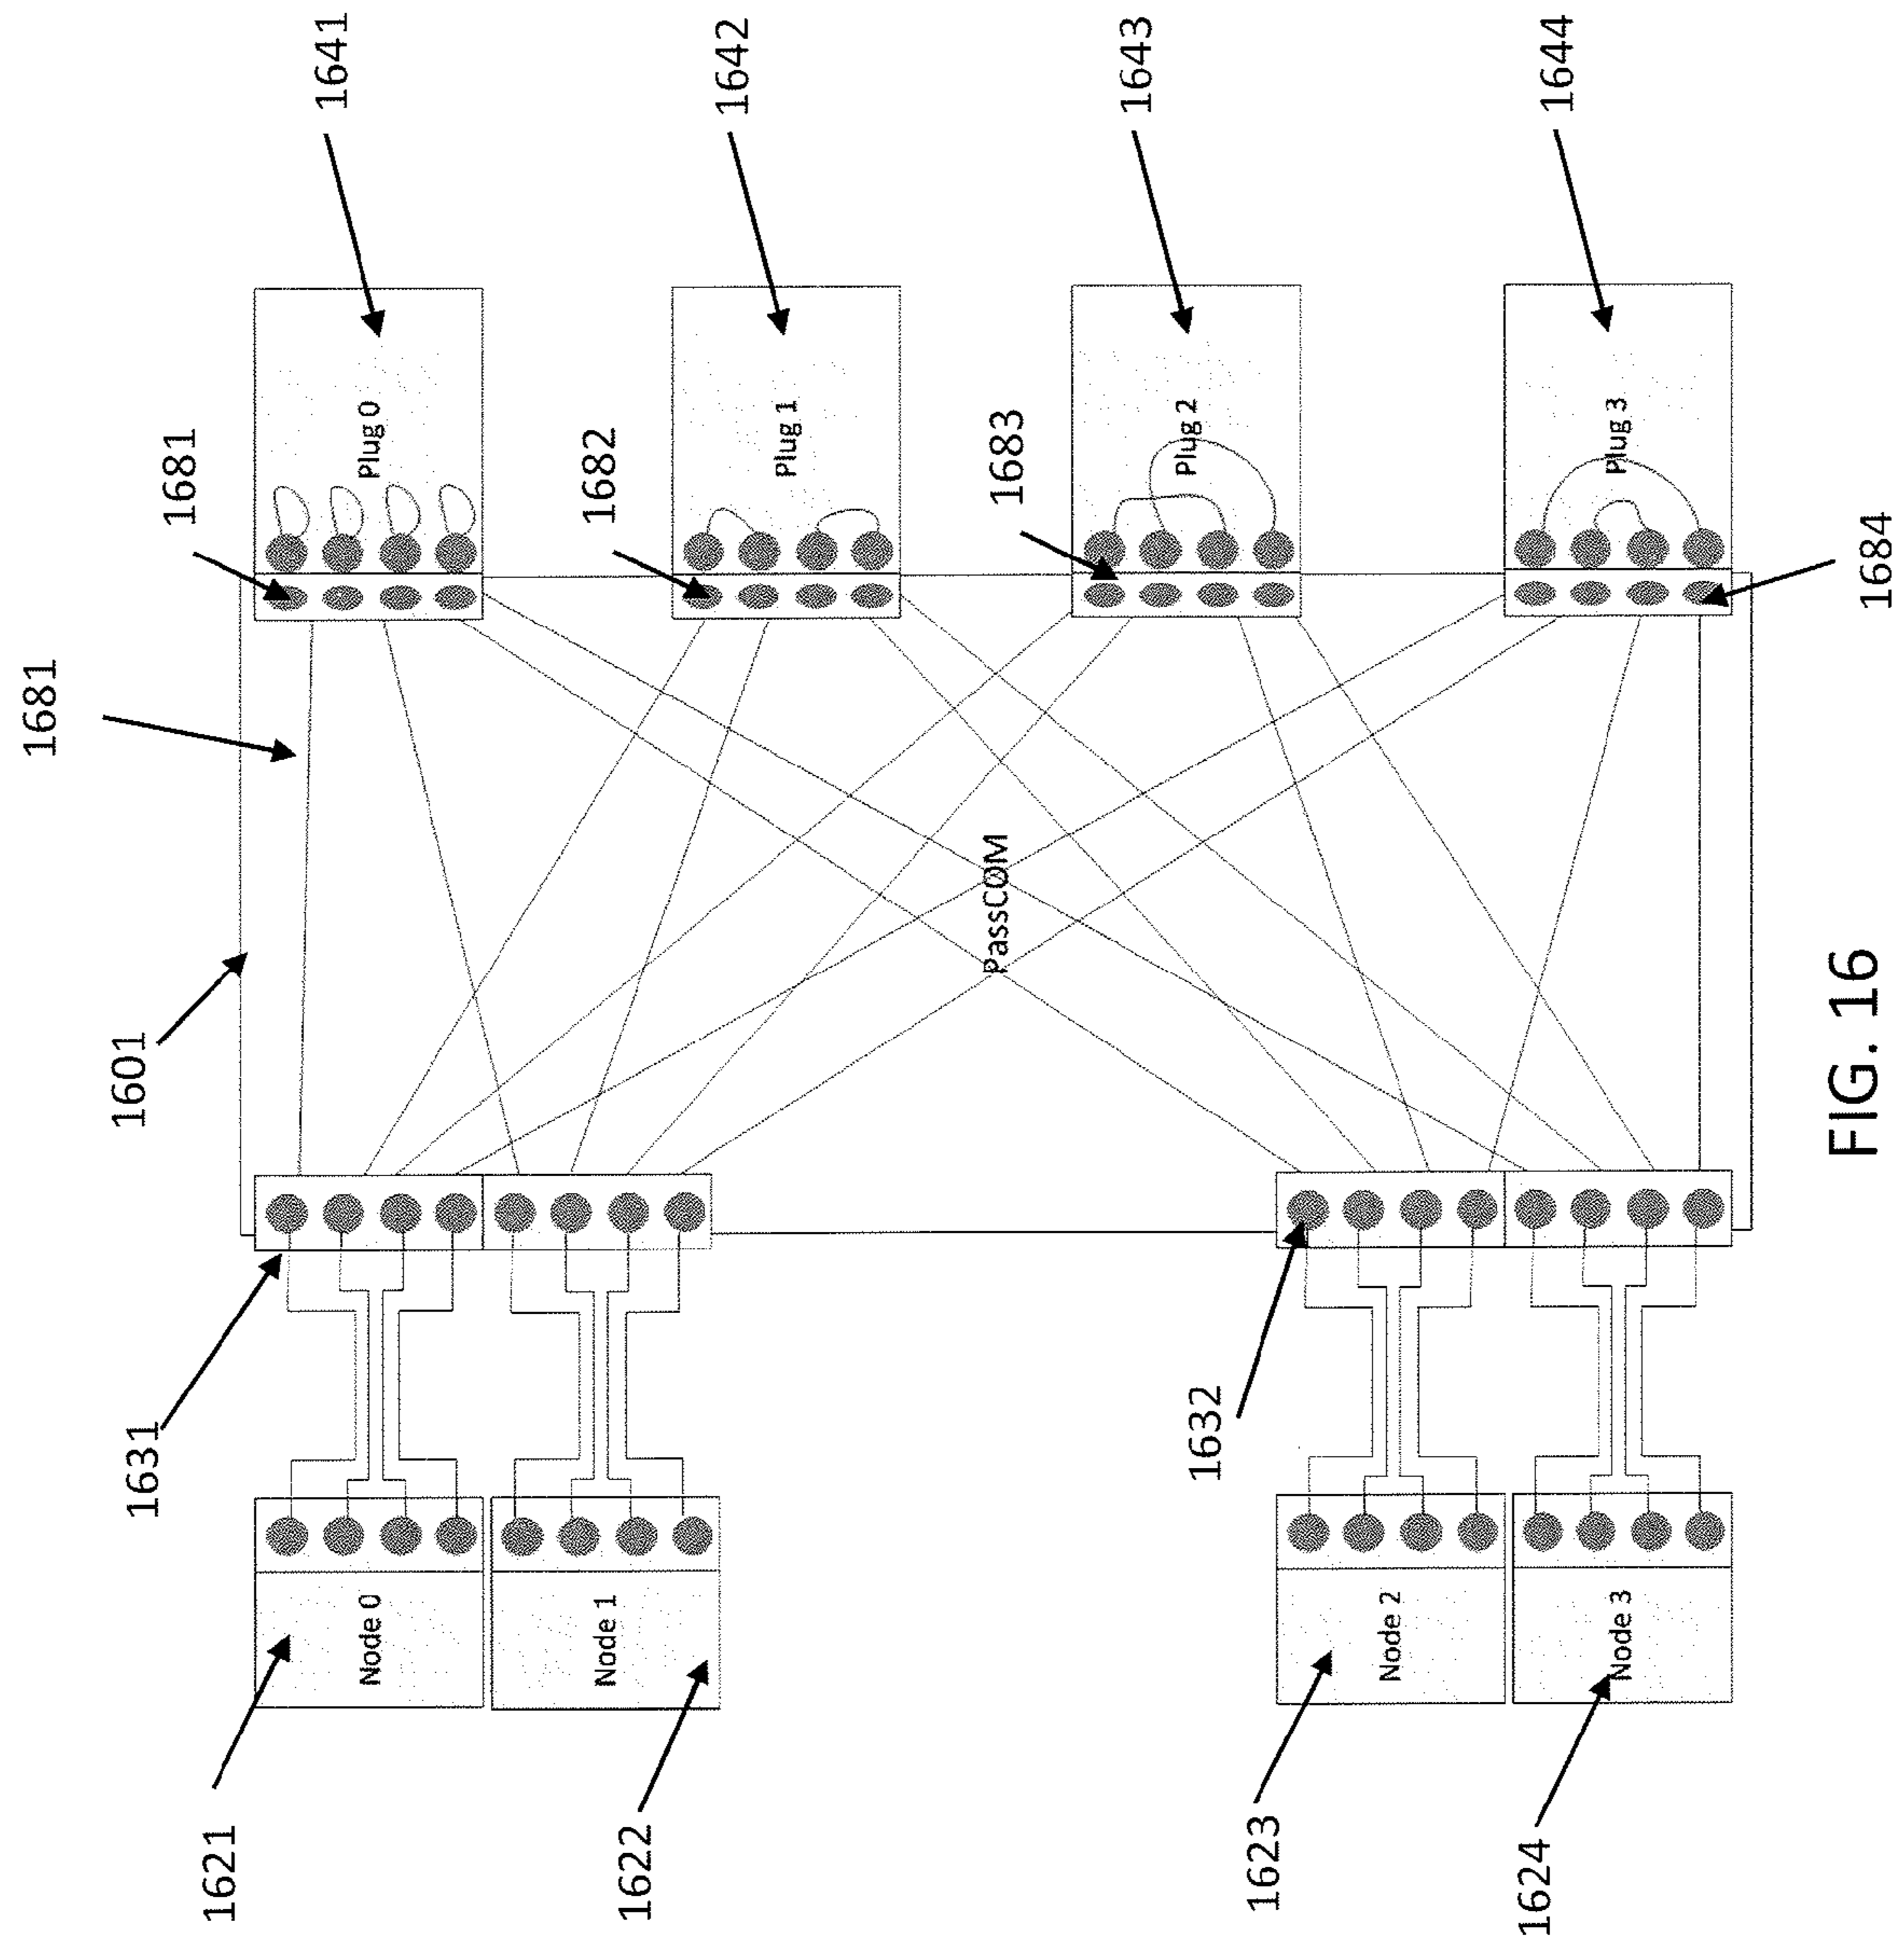 1641
1642
1643
1644
1681
1682
1683
1684
Plug 0
Plug 1
Plug 2
Plug 3
1681
1601
PassCOM
1631
1632
Node 0
Node 1
Node 2
Node 3
1621
1622
1623
1624
FIG. 16